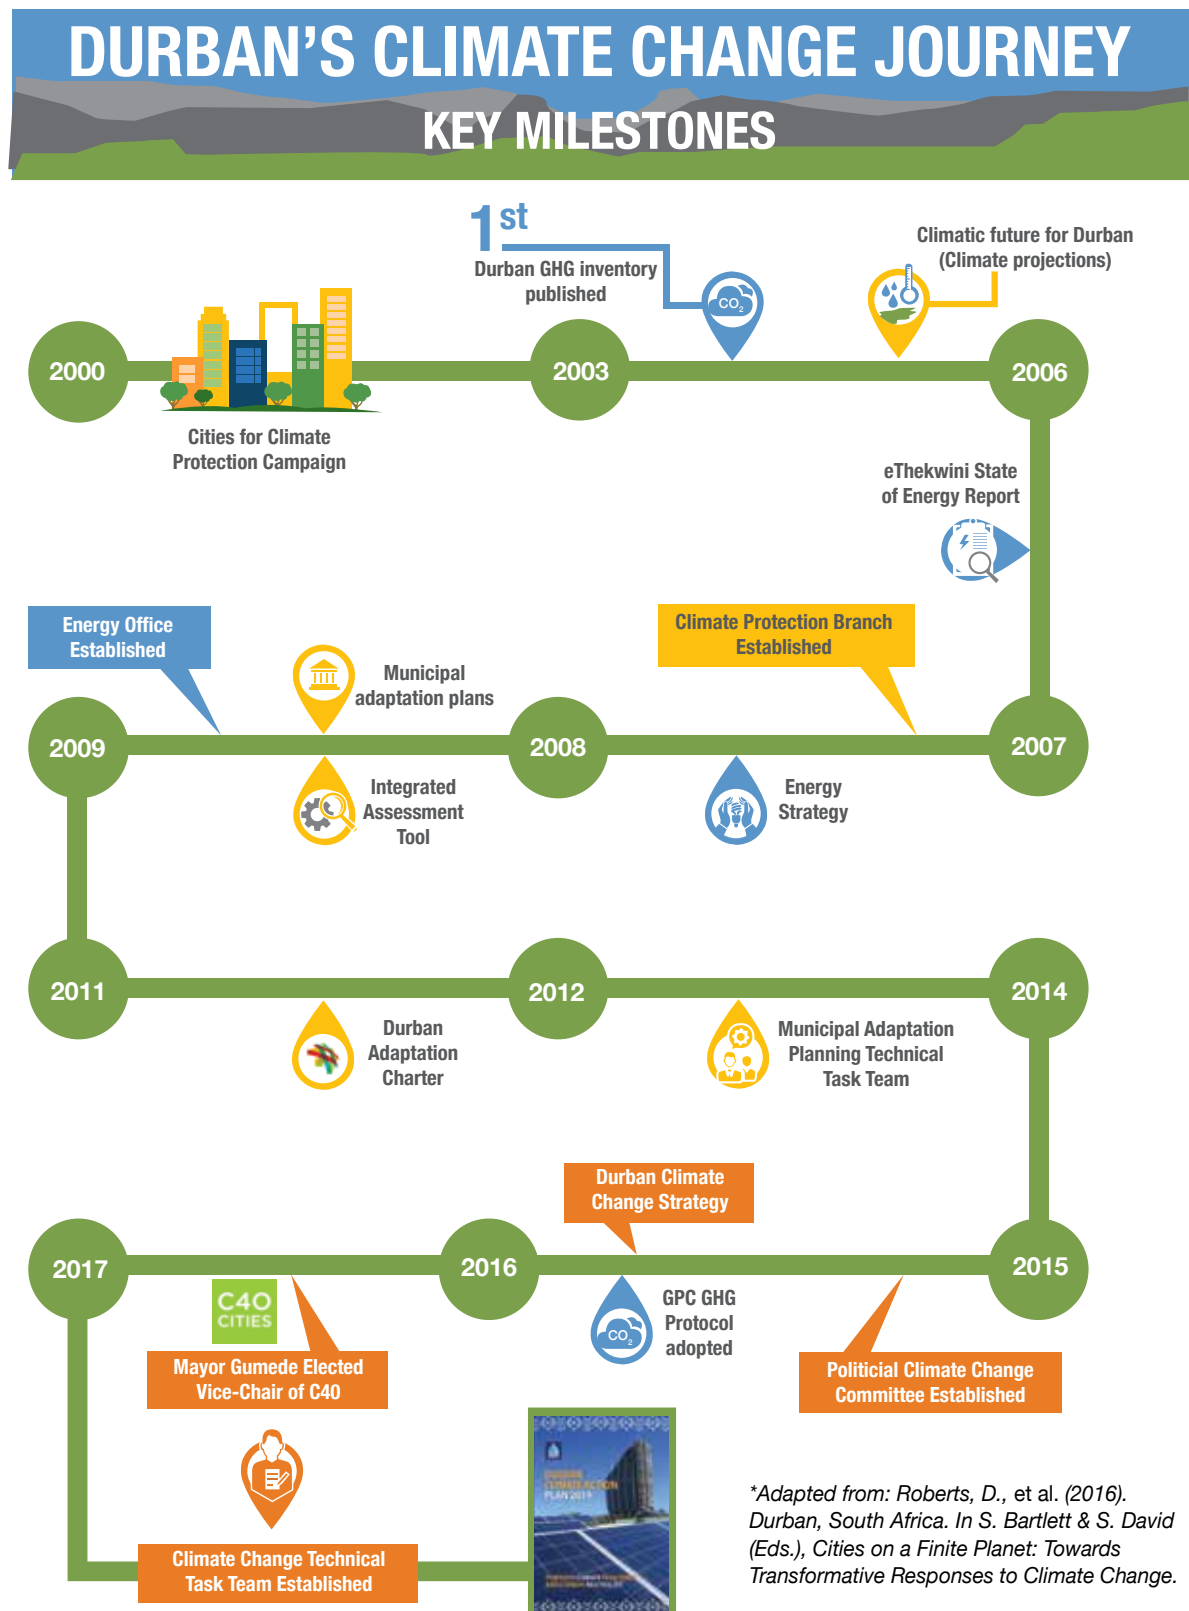 DURBAN'S CLIMATE CHANGE JOURNEY
KEY MILESTONES
1st
Durban GHG inventory
published
CO2
Climatic future for Durban
(Climate projections)
2000
2003
2006
Cities for Climate
Protection Campaign
eThekwini State
of Energy Report
Energy Office
Established
Municipal
adaptation plans
Climate Protection Branch
Established
2009
2008
2007
Integrated
Assessment
Tool
Energy
Strategy
2011
2012
2014
Durban
Adaptation
Charter
Municipal Adaptation
Planning Technical
Task Team
Durban Climate
Change Strategy
2017
2016
2015
C40
CITIES
GPC GHG
Protocol
adopted
CO2
Mayor Gumede Elected
Vice-Chair of C40
Politicial Climate Change
Committee Established
DURBAN
CLIMATE ACTION
PLAN 2019
Climate Change Technical
Task Team Established
*Adapted from: Roberts, D., et al. (2016).
Durban, South Africa. In S. Bartlett & S. David
(Eds.), Cities on a Finite Planet: Towards
Transformative Responses to Climate Change.